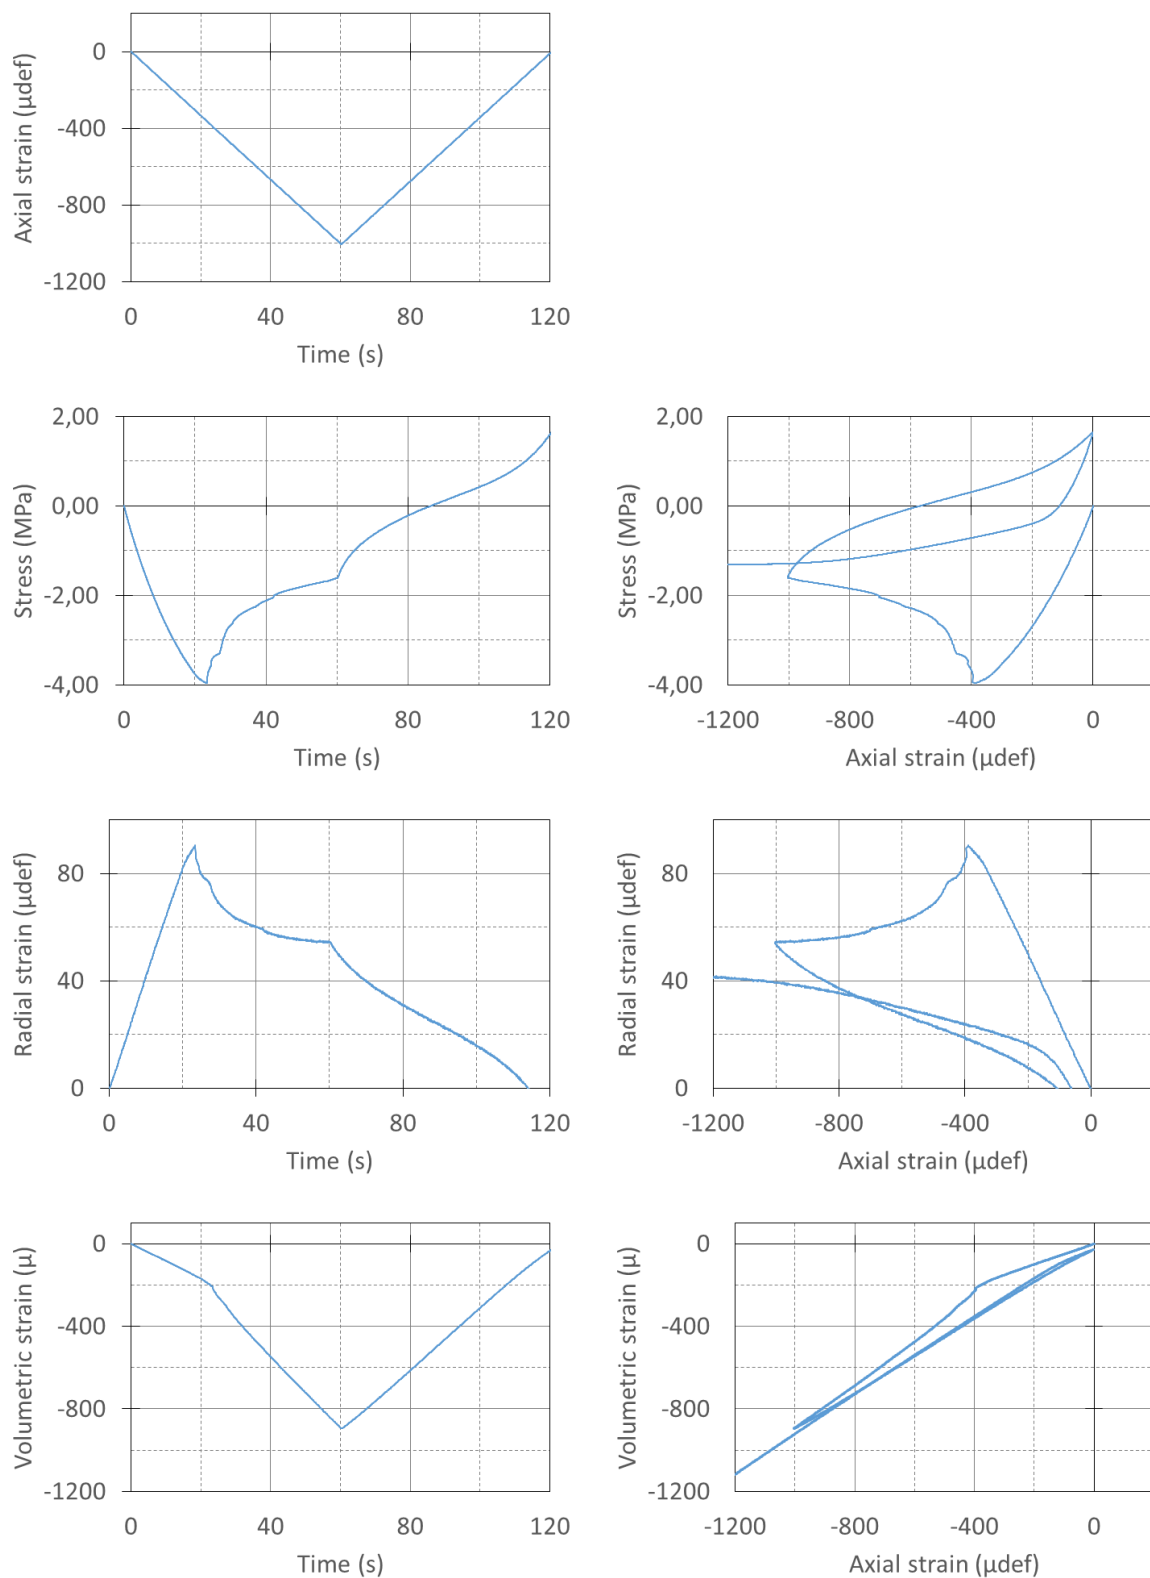 Axial strain (µdef)
0
-400
-800
-1200
0 40 80 120
Time (s)
Stress (MPa)
2,00
0,00
-2,00
-4,00
0 40 80 120
Time (s)
Stress (MPa)
2,00
0,00
-2,00
-4,00
-1200 -800 -400 0
Axial strain (µdef)
Radial strain (µdef)
80
40
0
0 40 80 120
Time (s)
Radial strain (µdef)
80
40
0
-1200 -800 -400 0
Axial strain (µdef)
Volumetric strain (µ)
0
-400
-800
-1200
0 40 80 120
Time (s)
Volumetric strain (µ)
0
-400
-800
-1200
-1200 -800 -400 0
Axial strain (µdef)